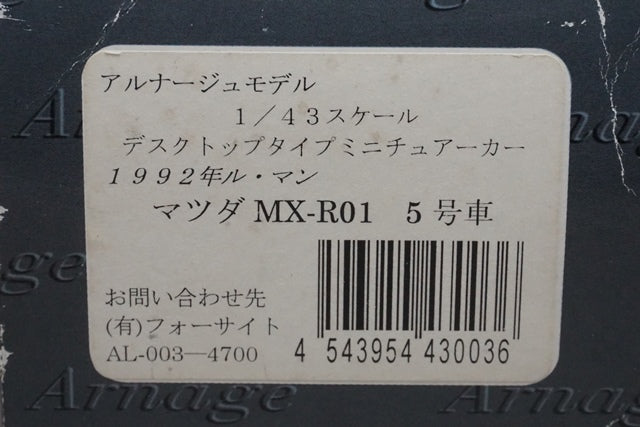 アルナージュモデル
１／４３スケール
デスクトップタイプミニチュアーカー
１９９２年ル・マン
マツダ MX-R01　５号車
お問い合わせ先
(有)フォーサイト
AL-003―4700
4 543954 430036
Arnage
Arnage
Arnage
Arnage